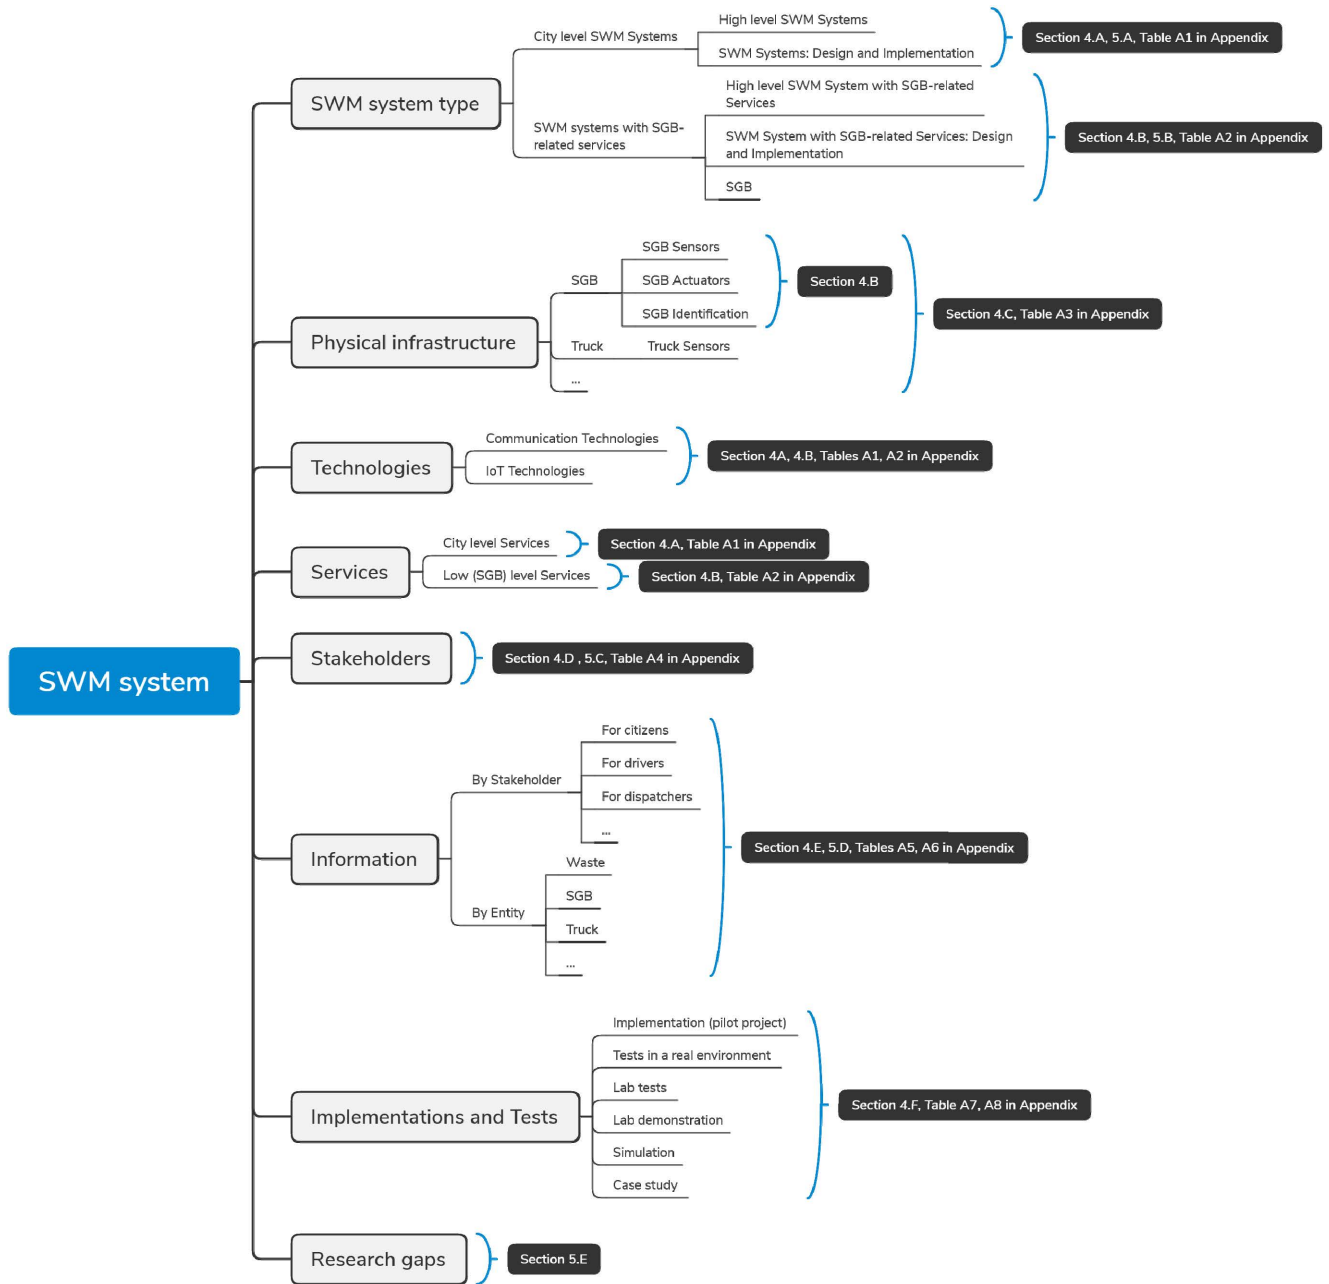 High level SWM Systems
City level SWM Systems
SWM Systems: Design and Implementation
Section 4.A, 5.A, Table A1 in Appendix
SWM system type
High level SWM System with SGB-related
Services
SWM systems with SGB-
related services
SWM System with SGB-related Services: Design
and Implementation
SGB
Section 4.B, 5.B, Table A2 in Appendix
Physical infrastructure
SGB
SGB Sensors
SGB Actuators
SGB Identification
Section 4.B
Truck
Truck Sensors
...
Section 4.C, Table A3 in Appendix
Technologies
Communication Technologies
IoT Technologies
Section 4A, 4.B, Tables A1, A2 in Appendix
Services
City level Services
Section 4.A, Table A1 in Appendix
Low (SGB) level Services
Section 4.B, Table A2 in Appendix
Stakeholders
Section 4.D , 5.C, Table A4 in Appendix
SWM system
Information
By Stakeholder
For citizens
For drivers
For dispatchers
...
By Entity
Waste
SGB
Truck
...
Section 4.E, 5.D, Tables A5, A6 in Appendix
Implementations and Tests
Implementation (pilot project)
Tests in a real environment
Lab tests
Lab demonstration
Simulation
Case study
Section 4.F, Table A7, A8 in Appendix
Research gaps
Section 5.E